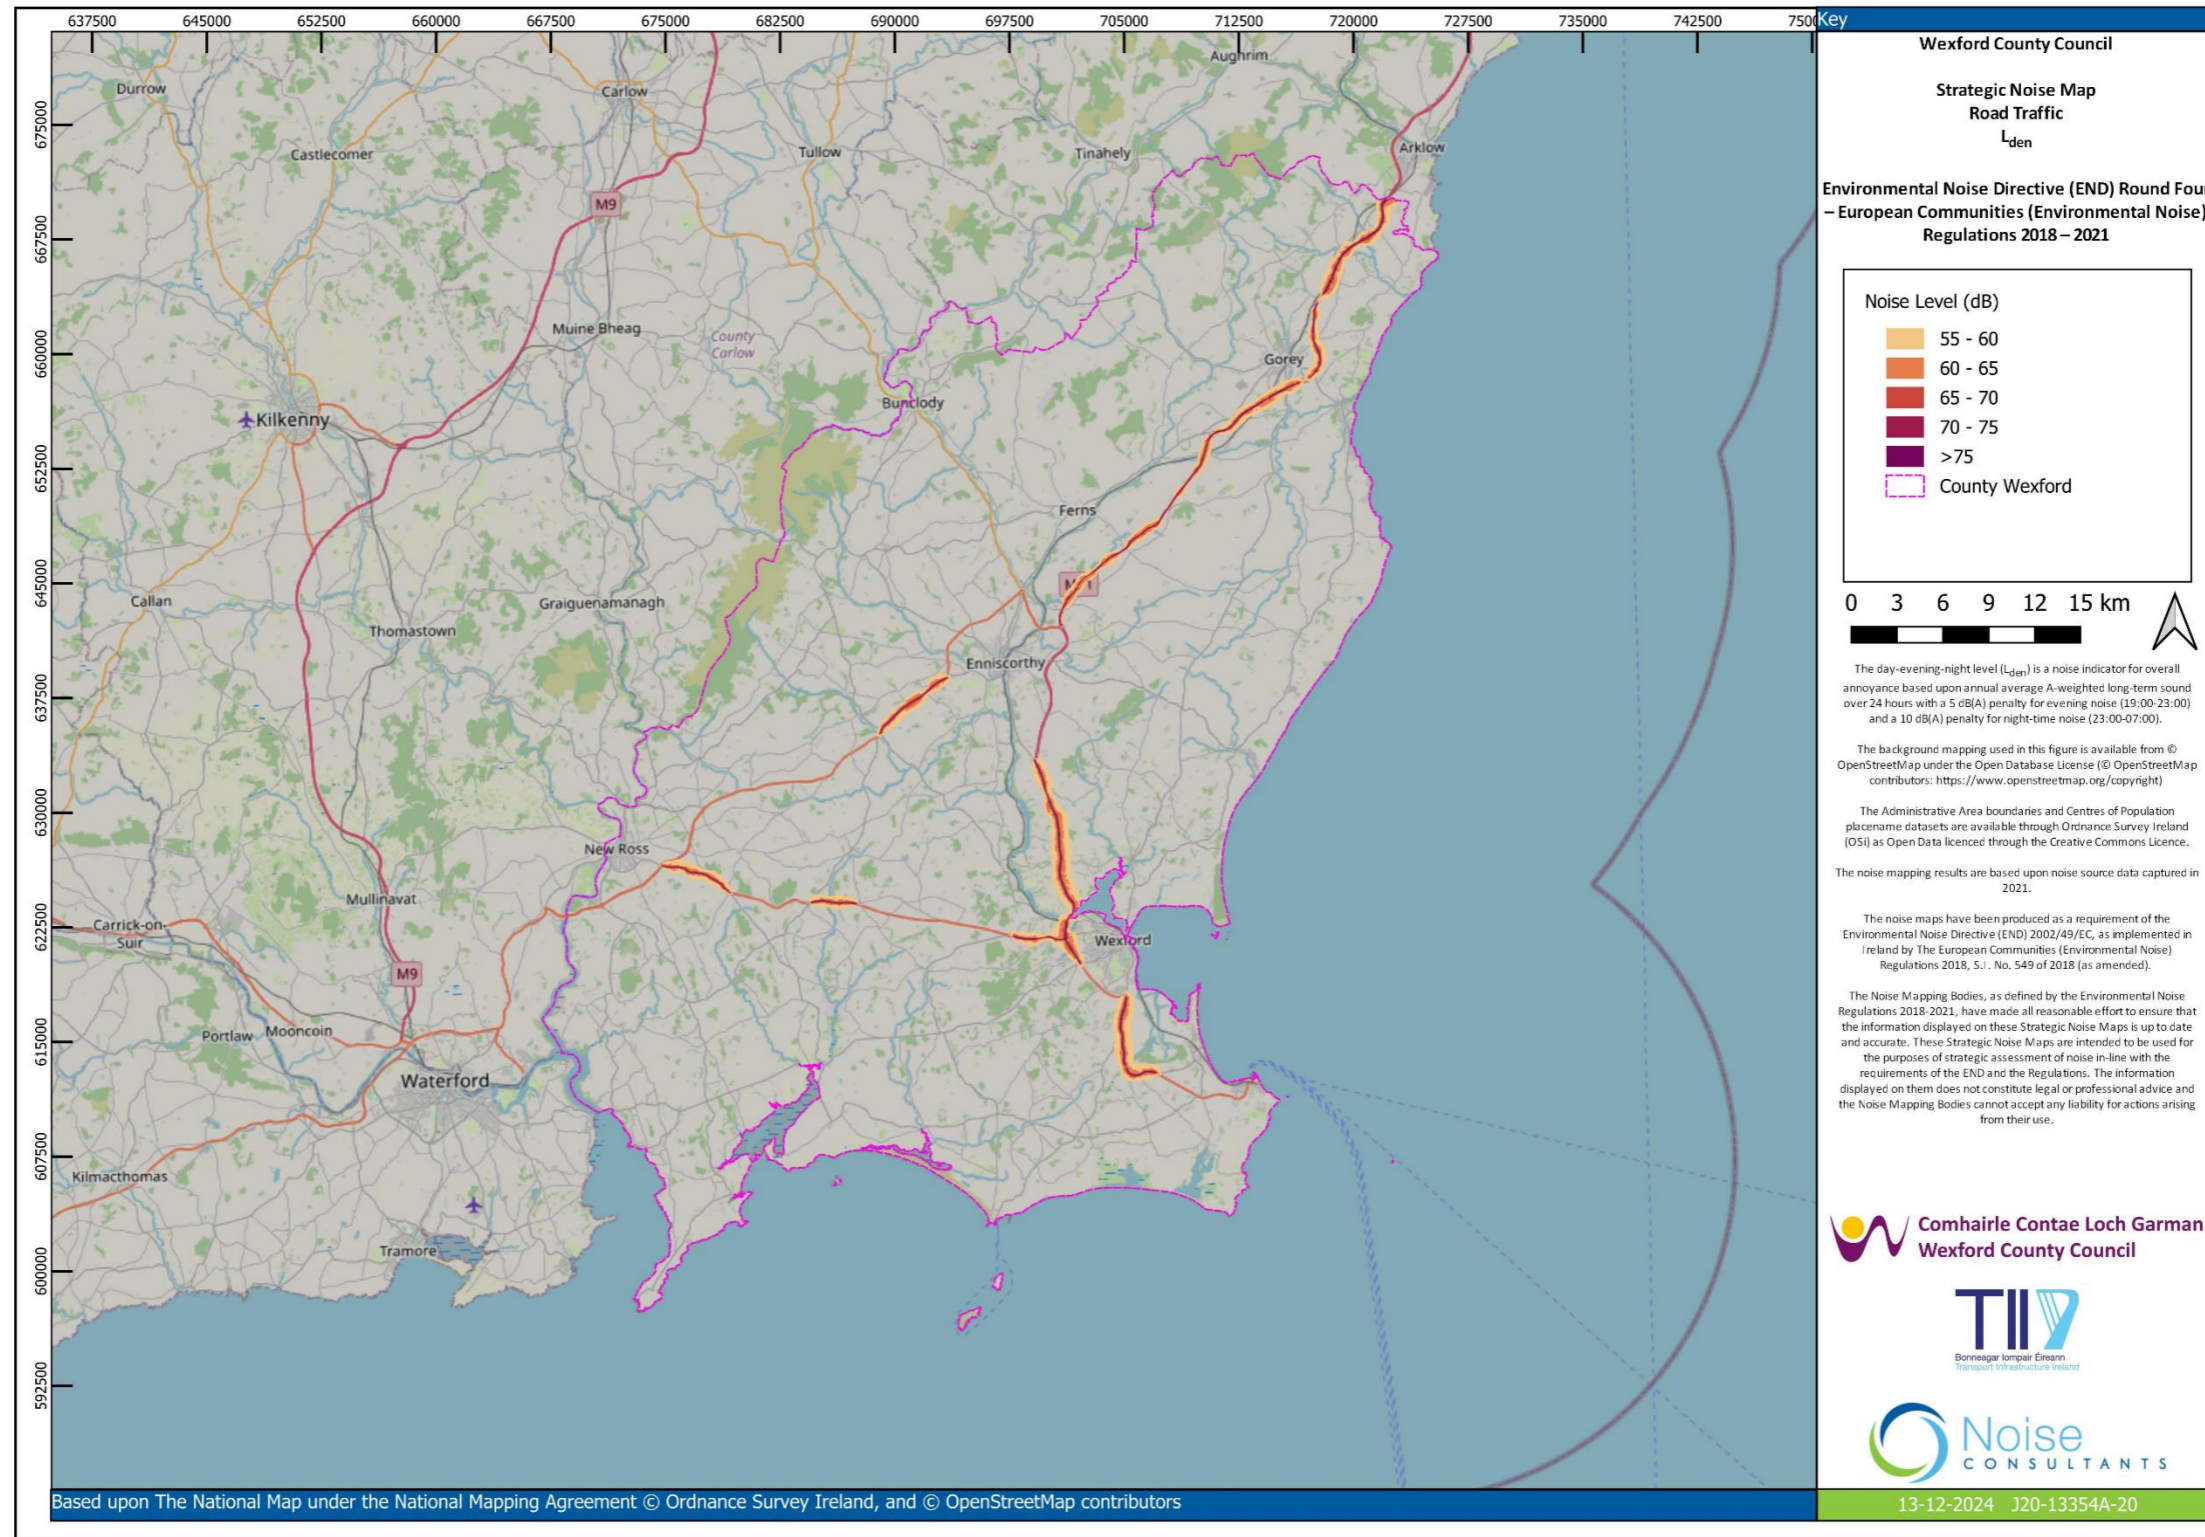 637500 645000 652500 660000 667500 675000 682500 690000 697500 705000 712500 720000 727500 735000 742500 7500
675000
667500
660000
652500
645000
637500
630000
622500
615000
607500
600000
592500
Aughrim
Durrow
Carlow
Castlecomer
Tullow
Tinahely
Arklow
M9
Muine Bheag
County
Carlow
Gorey
Bunclody
Kilkenny
Ferns
Callan
Graiguenamanagh
Thomastown
Enniscorthy
New Ross
Mullinavat
Carrick-on-
Suir
Wexford
M9
Portlaw
Mooncoin
Waterford
Kilmacthomas
Tramore
Based upon The National Map under the National Mapping Agreement © Ordnance Survey Ireland, and © OpenStreetMap contributors
Key
Wexford County Council
Strategic Noise Map
Road Traffic
Lden
Environmental Noise Directive (END) Round Four
– European Communities (Environmental Noise)
Regulations 2018 – 2021
Noise Level (dB)
55 - 60
60 - 65
65 - 70
70 - 75
>75
County Wexford
0 3 6 9 12 15 km
The day-evening-night level (Lden) is a noise indicator for overall
annoyance based upon annual average A-weighted long-term sound
over 24 hours with a 5 dB(A) penalty for evening noise (19:00-23:00)
and a 10 dB(A) penalty for night-time noise (23:00-07:00).
The background mapping used in this figure is available from ©
OpenStreetMap under the Open Database License (© OpenStreetMap
contributors: https://www.openstreetmap.org/copyright)
The Administrative Area boundaries and Centres of Population
placename datasets are available through Ordnance Survey Ireland
(OSi) as Open Data licenced through the Creative Commons Licence.
The noise mapping results are based upon noise source data captured in
2021.
The noise maps have been produced as a requirement of the
Environmental Noise Directive (END) 2002/49/EC, as implemented in
Ireland by The European Communities (Environmental Noise)
Regulations 2018, S.I. No. 549 of 2018 (as amended).
The Noise Mapping Bodies, as defined by the Environmental Noise
Regulations 2018-2021, have made all reasonable effort to ensure that
the information displayed on these Strategic Noise Maps is up to date
and accurate. These Strategic Noise Maps are intended to be used for
the purposes of strategic assessment of noise in-line with the
requirements of the END and the Regulations. The information
displayed on them does not constitute legal or professional advice and
the Noise Mapping Bodies cannot accept any liability for actions arising
from their use.
Comhairle Contae Loch Garman
Wexford County Council
TII
Bonneagar Iompair Éireann
Transport Infrastructure Ireland
Noise
CONSULTANTS
13-12-2024 J20-13354A-20